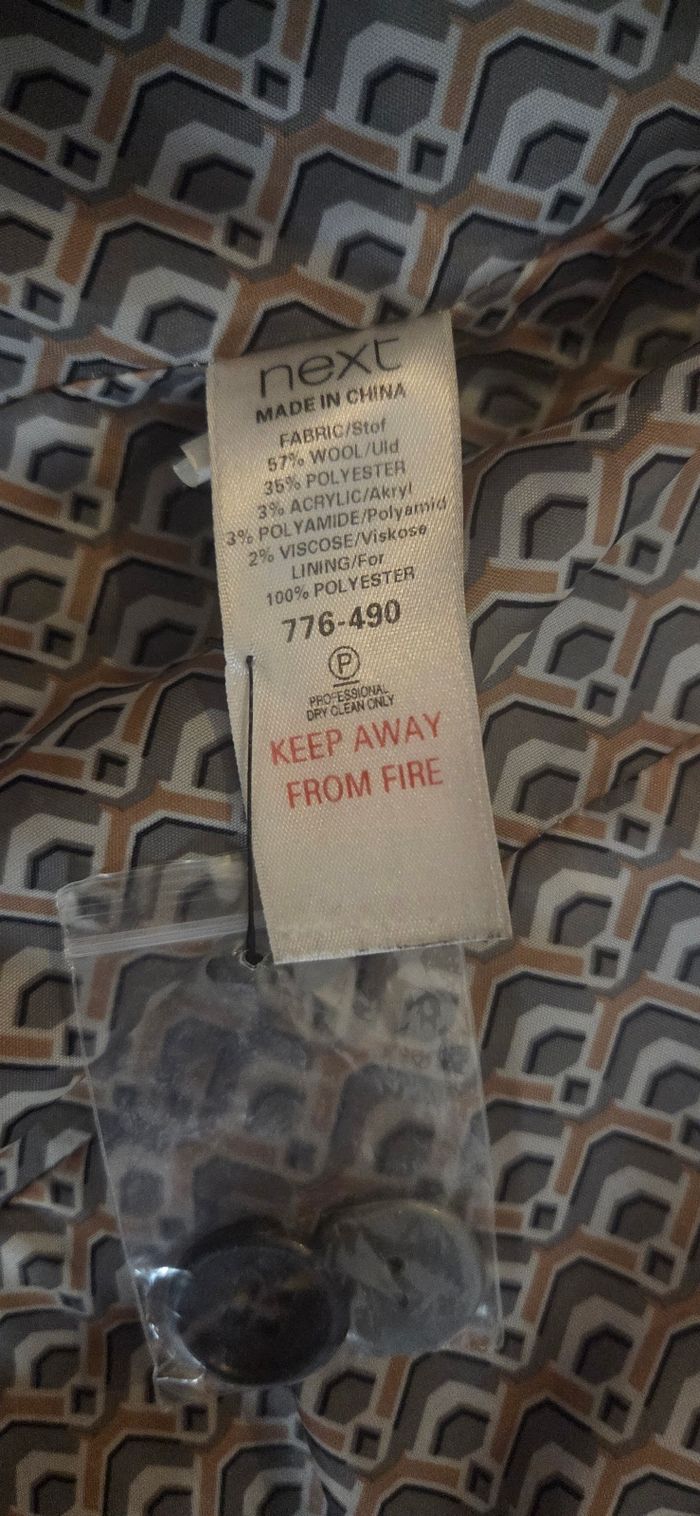 next
MADE IN CHINA
FABRIC/Stof
57% WOOL/Uld
35% POLYESTER
3% ACRYLIC/Akryl
3% POLYAMIDE/Polyamid
2% VISCOSE/Viskose
LINING/For
100% POLYESTER
776-490
P
PROFESSIONAL
DRY CLEAN ONLY
KEEP AWAY
FROM FIRE